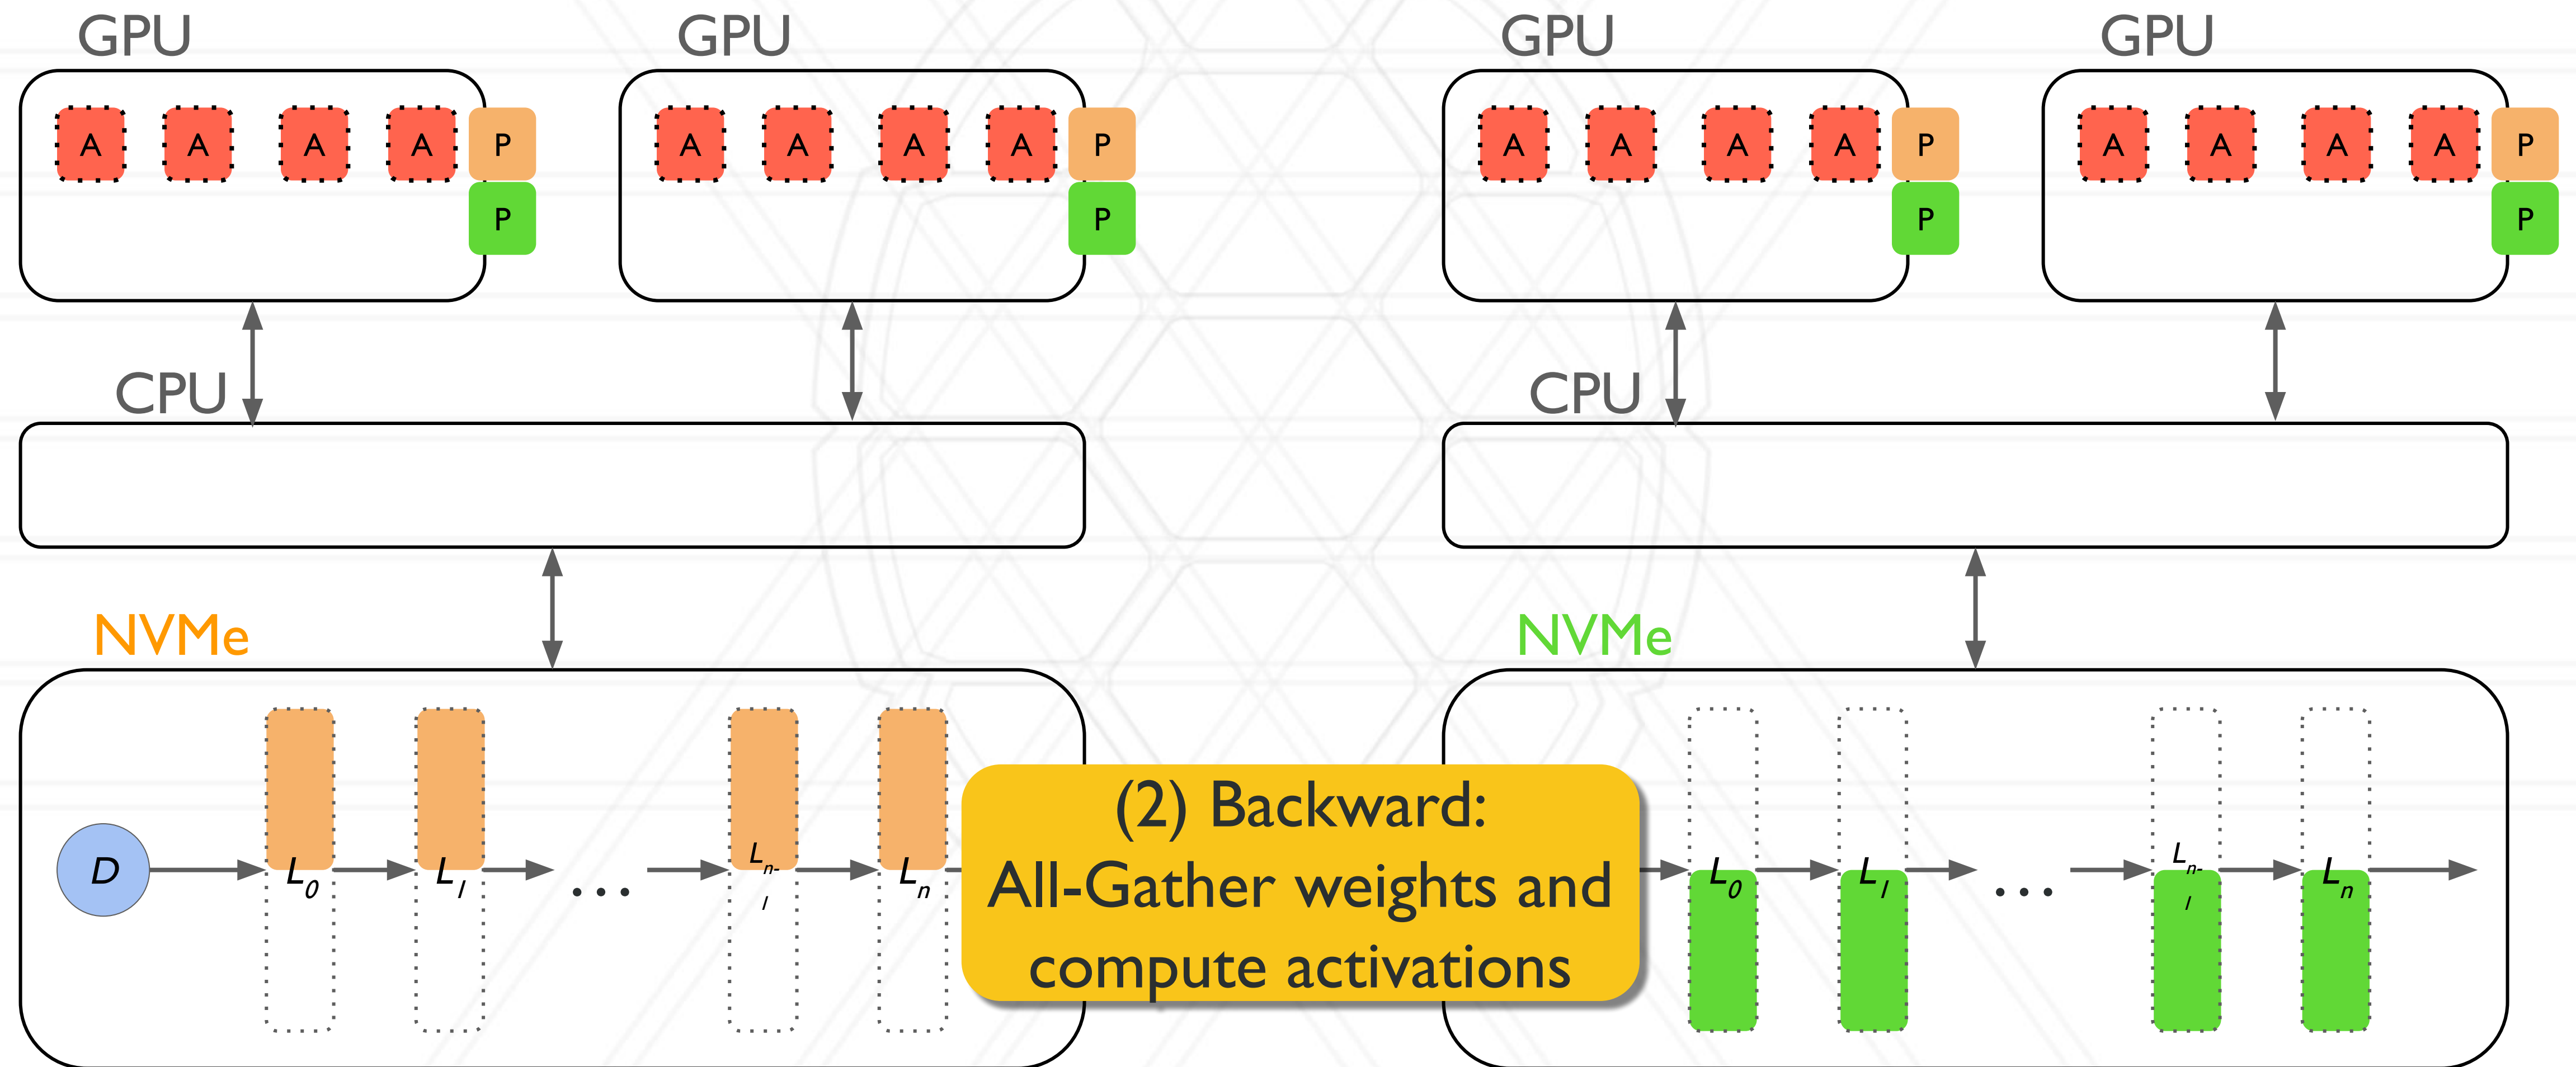 GPU GPU GPU GPU
A A A A P A A A A P A A A A P A A A A P
P P P P
CPU CPU
NVMe NVMe
(2) Backward:
All-Gather weights and
compute activations
D L0 L1 ... Ln-1 Ln L0 L1 ... Ln-1 Ln